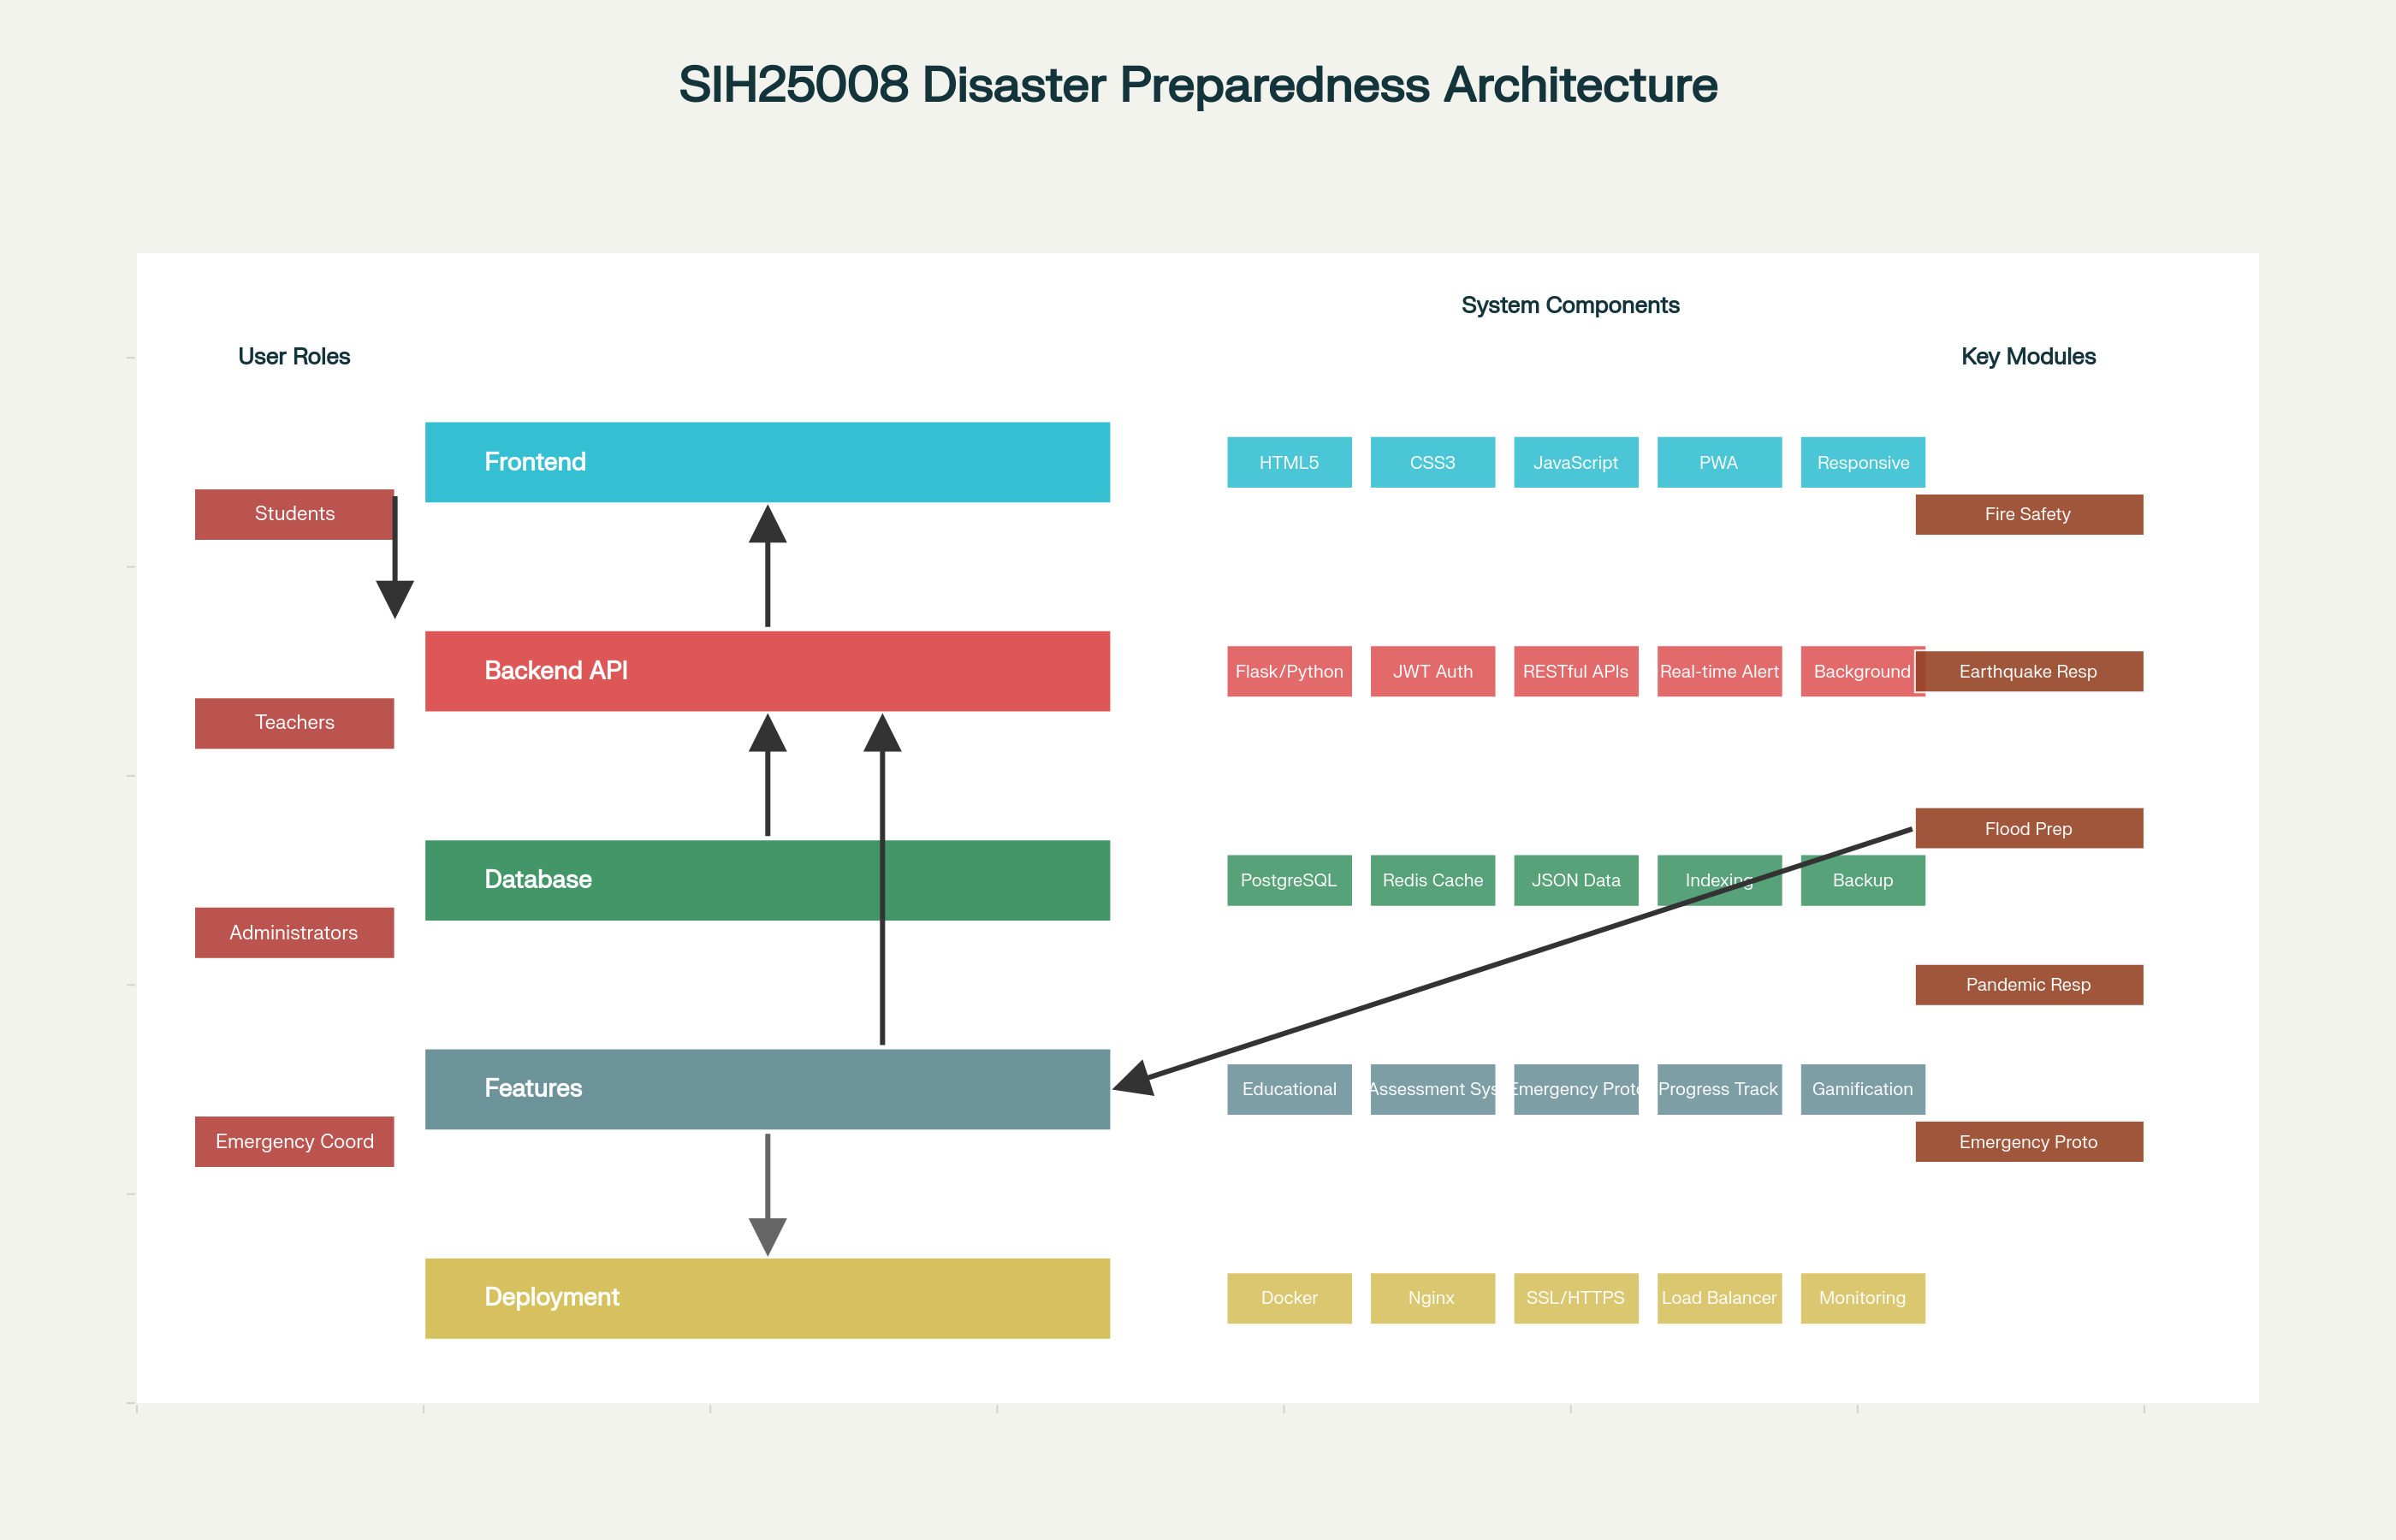 SIH25008 Disaster Preparedness Architecture
System Components
User Roles
Key Modules
Frontend
HTML5
CSS3
JavaScript
PWA
Responsive
Students
Fire Safety
Backend API
Flask/Python
JWT Auth
RESTful APIs
Real-time Alert
Background
Earthquake Resp
Teachers
Flood Prep
Database
PostgreSQL
Redis Cache
JSON Data
Indexing
Backup
Administrators
Pandemic Resp
Features
Educational
Assessment Sys
Emergency Proto
Progress Track
Gamification
Emergency Coord
Emergency Proto
Deployment
Docker
Nginx
SSL/HTTPS
Load Balancer
Monitoring